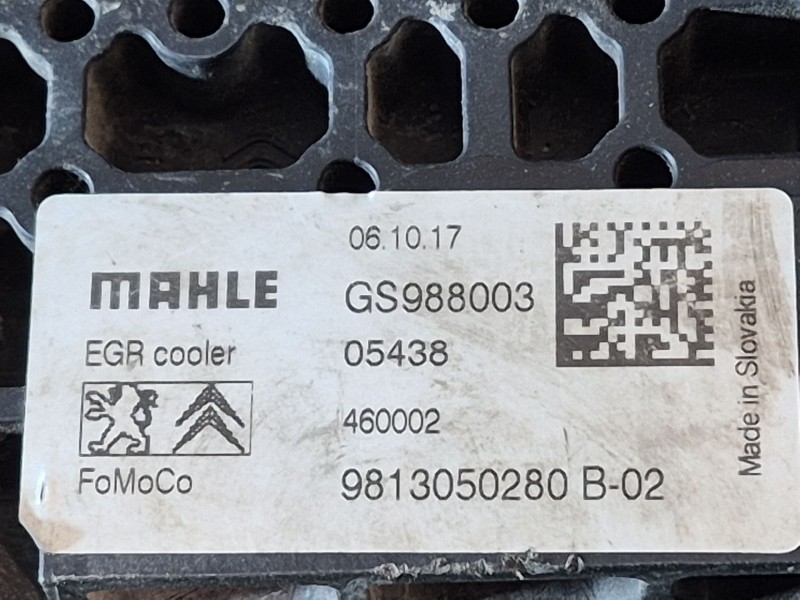 06.10.17
MAHLE GS988003
EGR cooler 05438
460002
FoMoCo 9813050280 B-02
Made in Slovakia